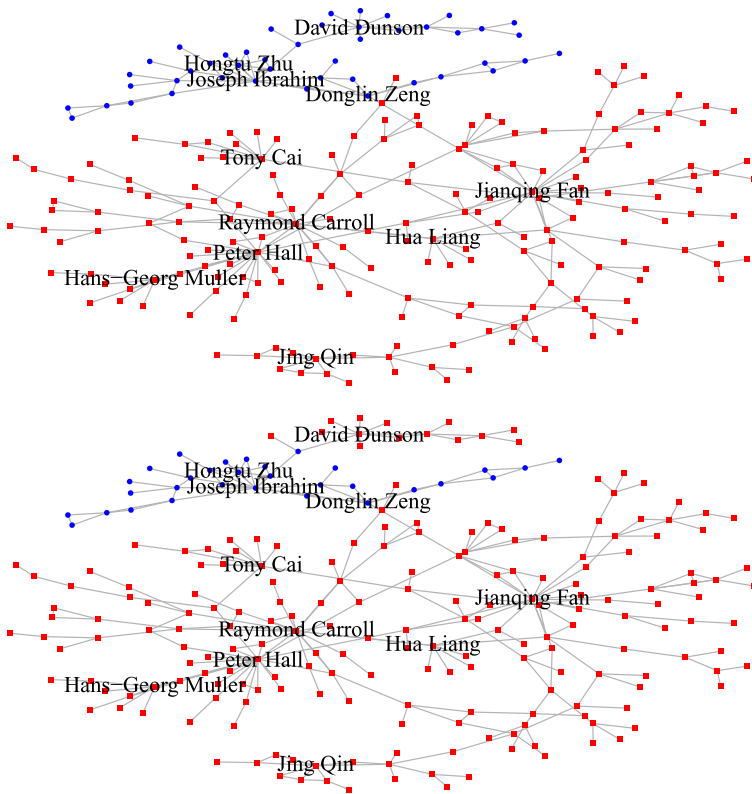 David Dunson
Hongtu Zhu
Joseph Ibrahim
Donglin Zeng
Tony Cai
Jianqing Fan
Raymond Carroll
Hua Liang
Peter Hall
Hans−Georg Muller
Jing Qin
David Dunson
Hongtu Zhu
Joseph Ibrahim
Donglin Zeng
Tony Cai
Jianqing Fan
Raymond Carroll
Hua Liang
Peter Hall
Hans−Georg Muller
Jing Qin